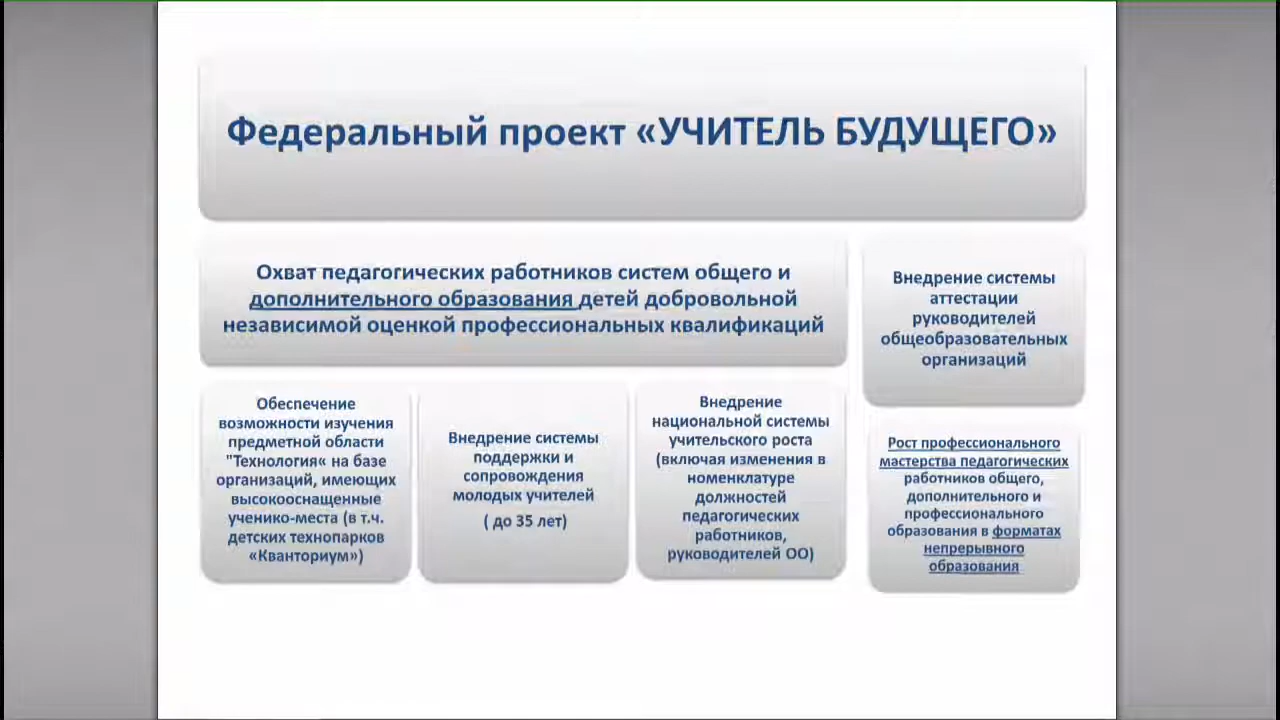 Федеральный проект «УЧИТЕЛЬ БУДУЩЕГО»
Охват педагогических работников систем общего и
дополнительного образования детей добровольной
независимой оценкой профессиональных квалификаций
Внедрение системы
аттестации
руководителей
общеобразовательных
организаций
Обеспечение
возможности изучения
предметной области
"Технология« на базе
организаций, имеющих
высокооснащенные
ученико-места (в т.ч.
детских технопарков
«Кванториум»)
Внедрение системы
поддержки и
сопровождения
молодых учителей
( до 35 лет)
Внедрение
национальной системы
учительского роста
(включая изменения в
номенклатуре
должностей
педагогических
работников,
руководителей ОО)
Рост профессионального
мастерства педагогических
работников общего,
дополнительного и
профессионального
образования в форматах
непрерывного
образования